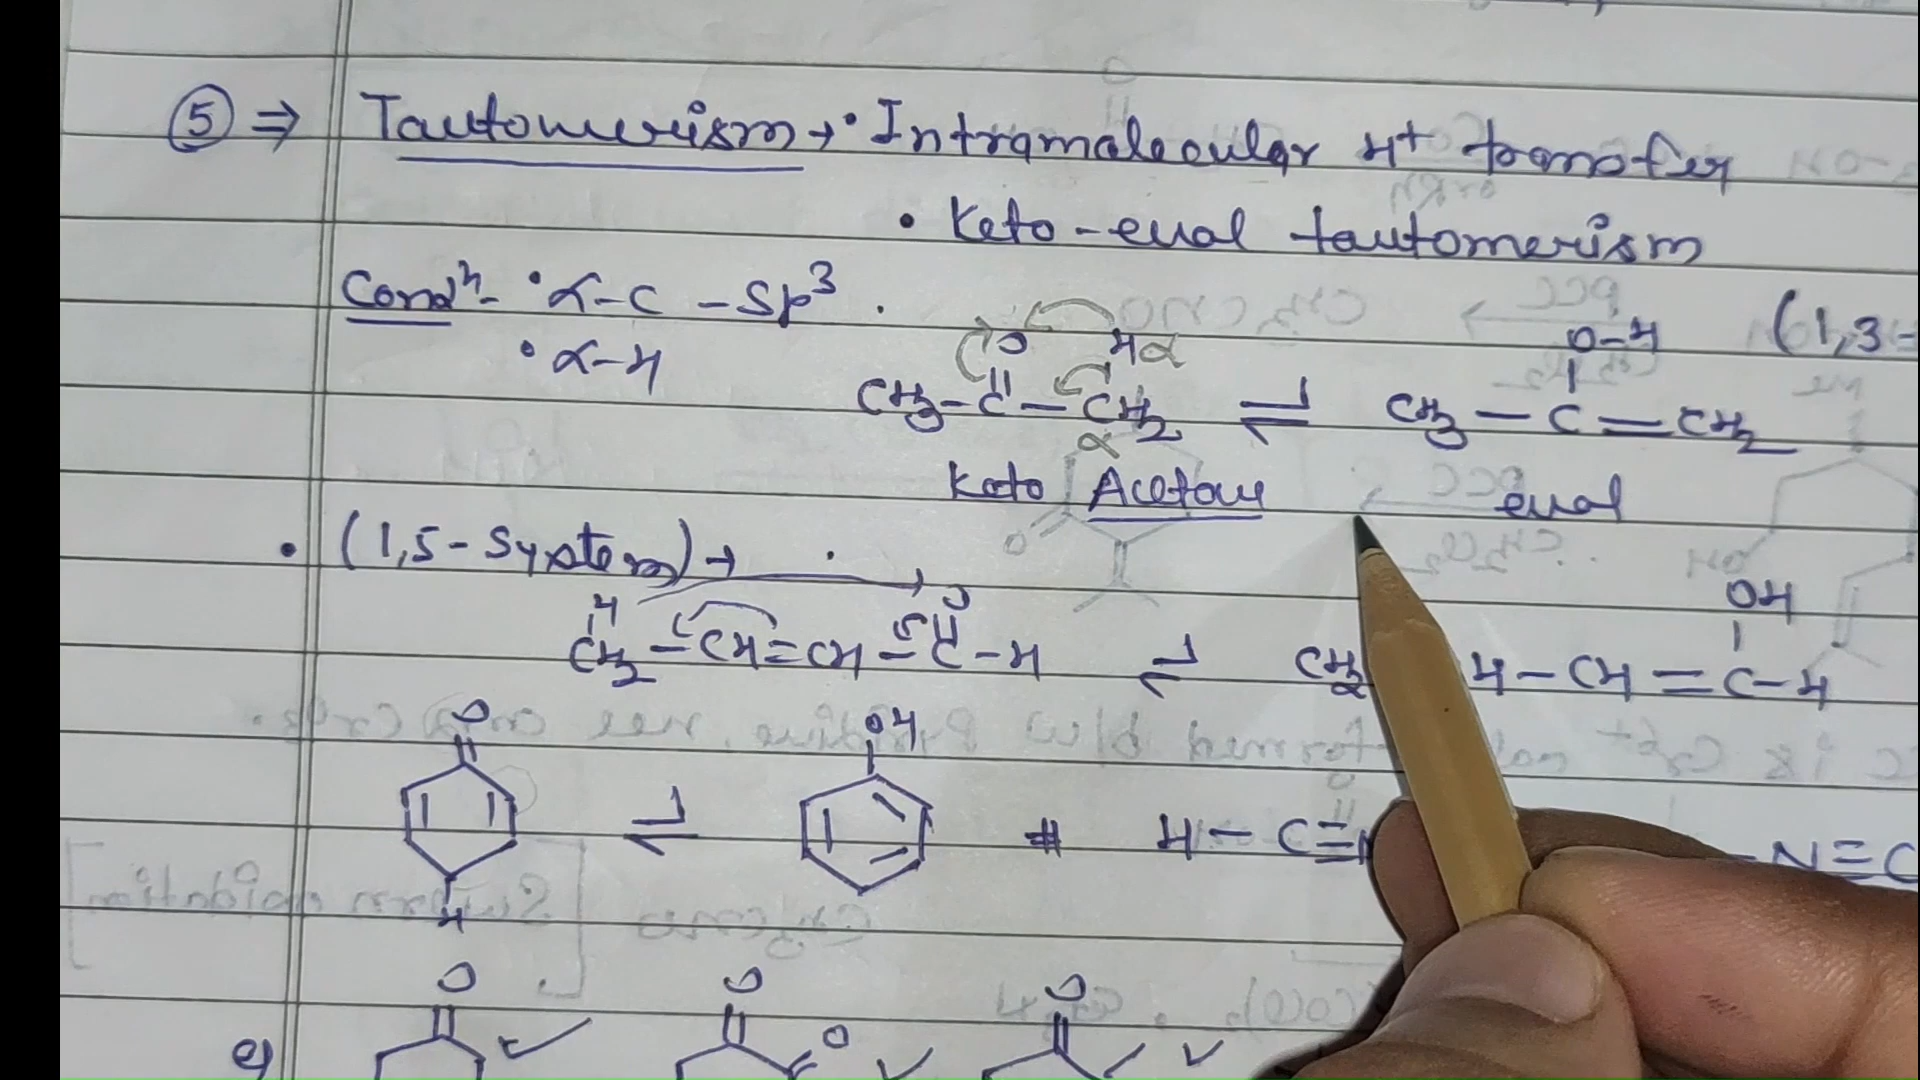 ⑤ ⇒ Tautomerism → • Intramolecular H+ transfer
• Keto-enol tautomerism
Condn- • α-C - Sp3 .
• α-H
(1,3-
O Hα O-H
CH3-C-CH2 ⇌ CH3-C=CH2
α
Keto Acetone enol
• (1,5-System) →
H O OH
CH2-CH=CH-C-H ⇌ CH2 H-CH=C-H
O OH
⇌ # H-C≡N -N≡C
H
O O O
e) ✓ O ✓ ✓